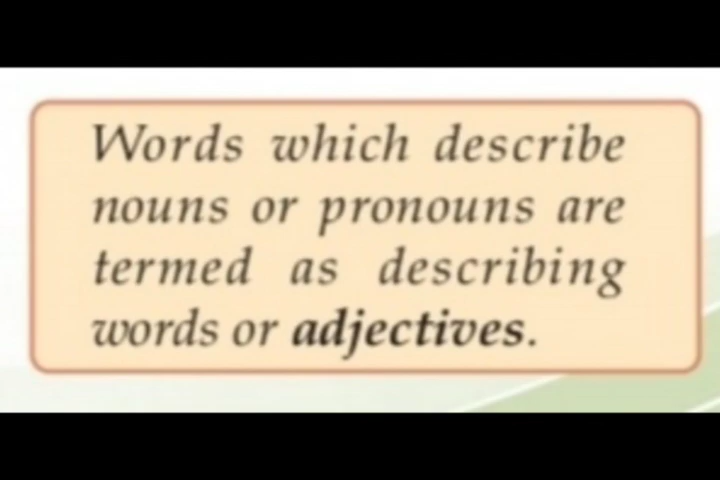 Words which describe
nouns or pronouns are
termed as describing
words or adjectives.